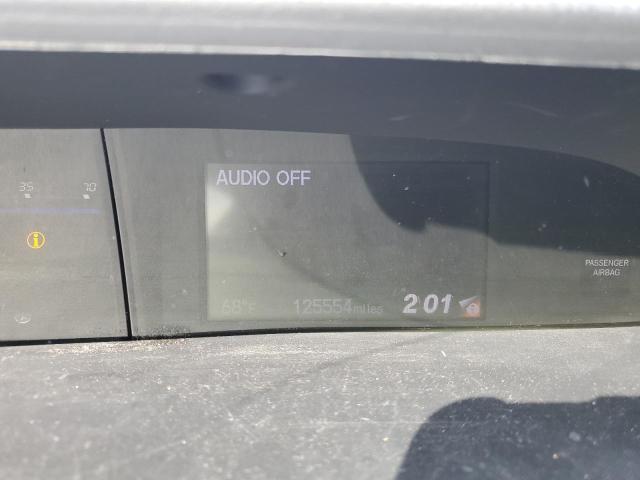 AUDIO OFF
35 70
i
PASSENGER
AIRBAG
68°F 125554miles 2 01